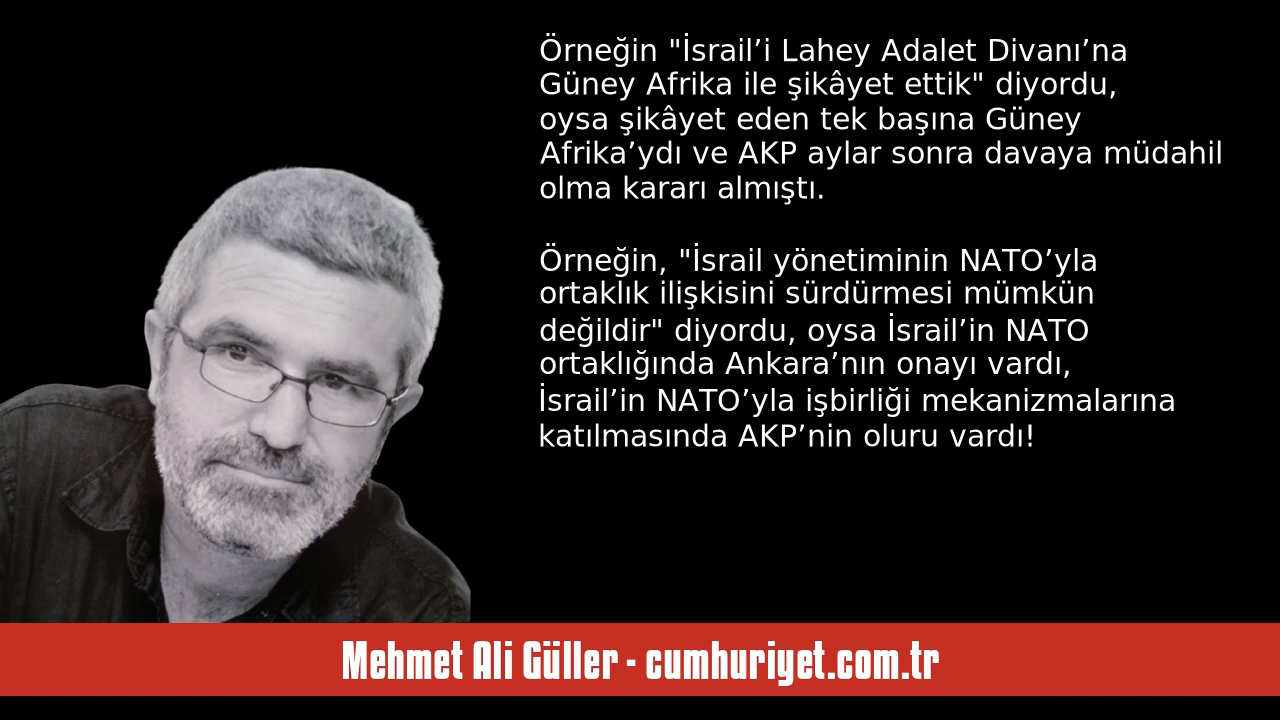 Örneğin "İsrail’i Lahey Adalet Divanı’na
Güney Afrika ile şikâyet ettik" diyordu,
oysa şikâyet eden tek başına Güney
Afrika’ydı ve AKP aylar sonra davaya müdahil
olma kararı almıştı.
Örneğin, "İsrail yönetiminin NATO’yla
ortaklık ilişkisini sürdürmesi mümkün
değildir" diyordu, oysa İsrail’in NATO
ortaklığında Ankara’nın onayı vardı,
İsrail’in NATO’yla işbirliği mekanizmalarına
katılmasında AKP’nin oluru vardı!
Mehmet Ali Güller - cumhuriyet.com.tr